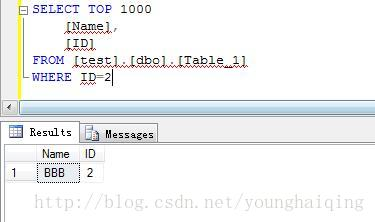 SELECT TOP 1000
[Name],
[ID]
FROM [test].[dbo].[Table_1]
WHERE ID=2
Results Messages
Name ID
1 BBB 2
http://blog.csdn.net/younghaiqing